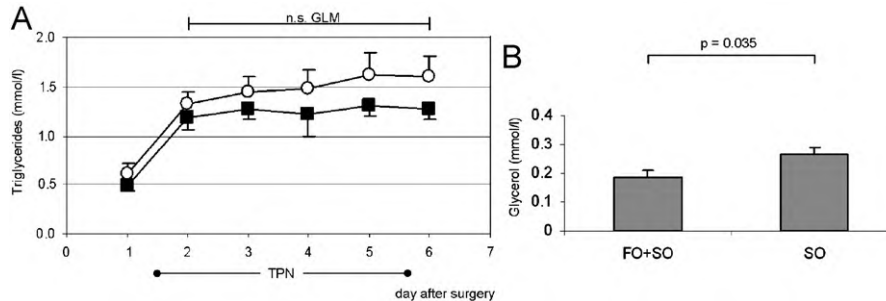 A
n.s. GLM
2.0
1.5
1.0
0.5
0.0
Triglycerides (mmol/l)
0 1 2 3 4 5 6 7
TPN
day after surgery
B
p = 0.035
0.4
0.3
0.2
0.1
0
Glycerol (mmol/l)
FO+SO SO